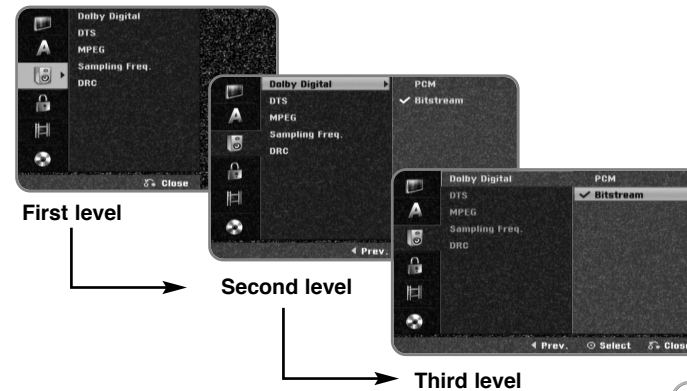 Dolby Digital
DTS
MPEG
Sampling Freq.
DRC
A
Close
First level
Dolby Digital
DTS
MPEG
Sampling Freq.
DRC
PCM
Bitstream
A
Prev.
Second level
Dolby Digital
DTS
MPEG
Sampling Freq.
DRC
PCM
Bitstream
A
Prev.
Select
Close
Third level